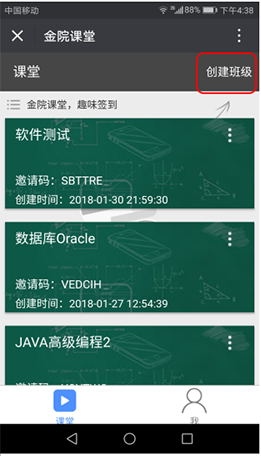 中国移动 88% 下午4:38
金院课堂
课堂 创建班级
金院课堂，趣味签到
软件测试
邀请码：SBTTRE
创建时间：2018-01-30 21:59:30
数据库Oracle
邀请码：VEDCIH
创建时间：2018-01-27 12:54:39
JAVA高级编程2
课堂 我